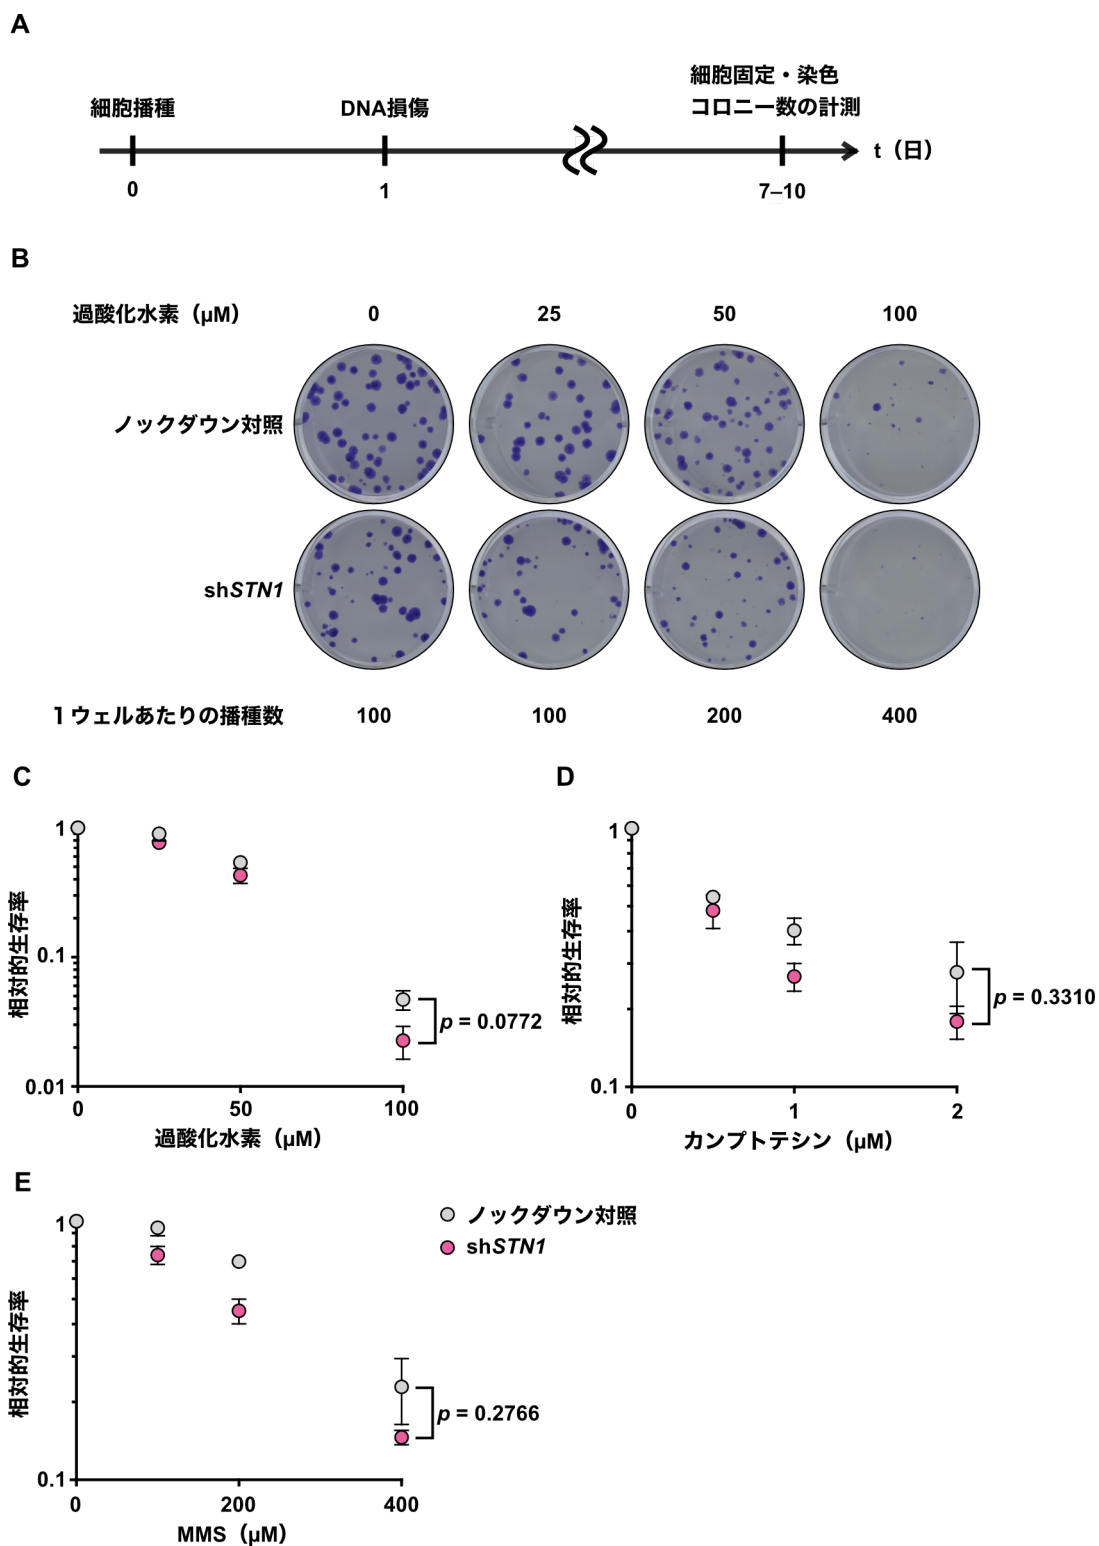 A
細胞播種
DNA損傷
細胞固定・染色
コロニー数の計測
t（日）
0
1
7–10
B
過酸化水素（μM）
0
25
50
100
ノックダウン対照
shSTN1
1ウェルあたりの播種数
100
100
200
400
C
相対的生存率
1
0.1
0.01
0
50
100
過酸化水素（μM）
p = 0.0772
D
相対的生存率
1
0.1
0
1
2
カンプトテシン（μM）
p = 0.3310
E
相対的生存率
1
0.1
0
200
400
MMS（μM）
p = 0.2766
ノックダウン対照
shSTN1